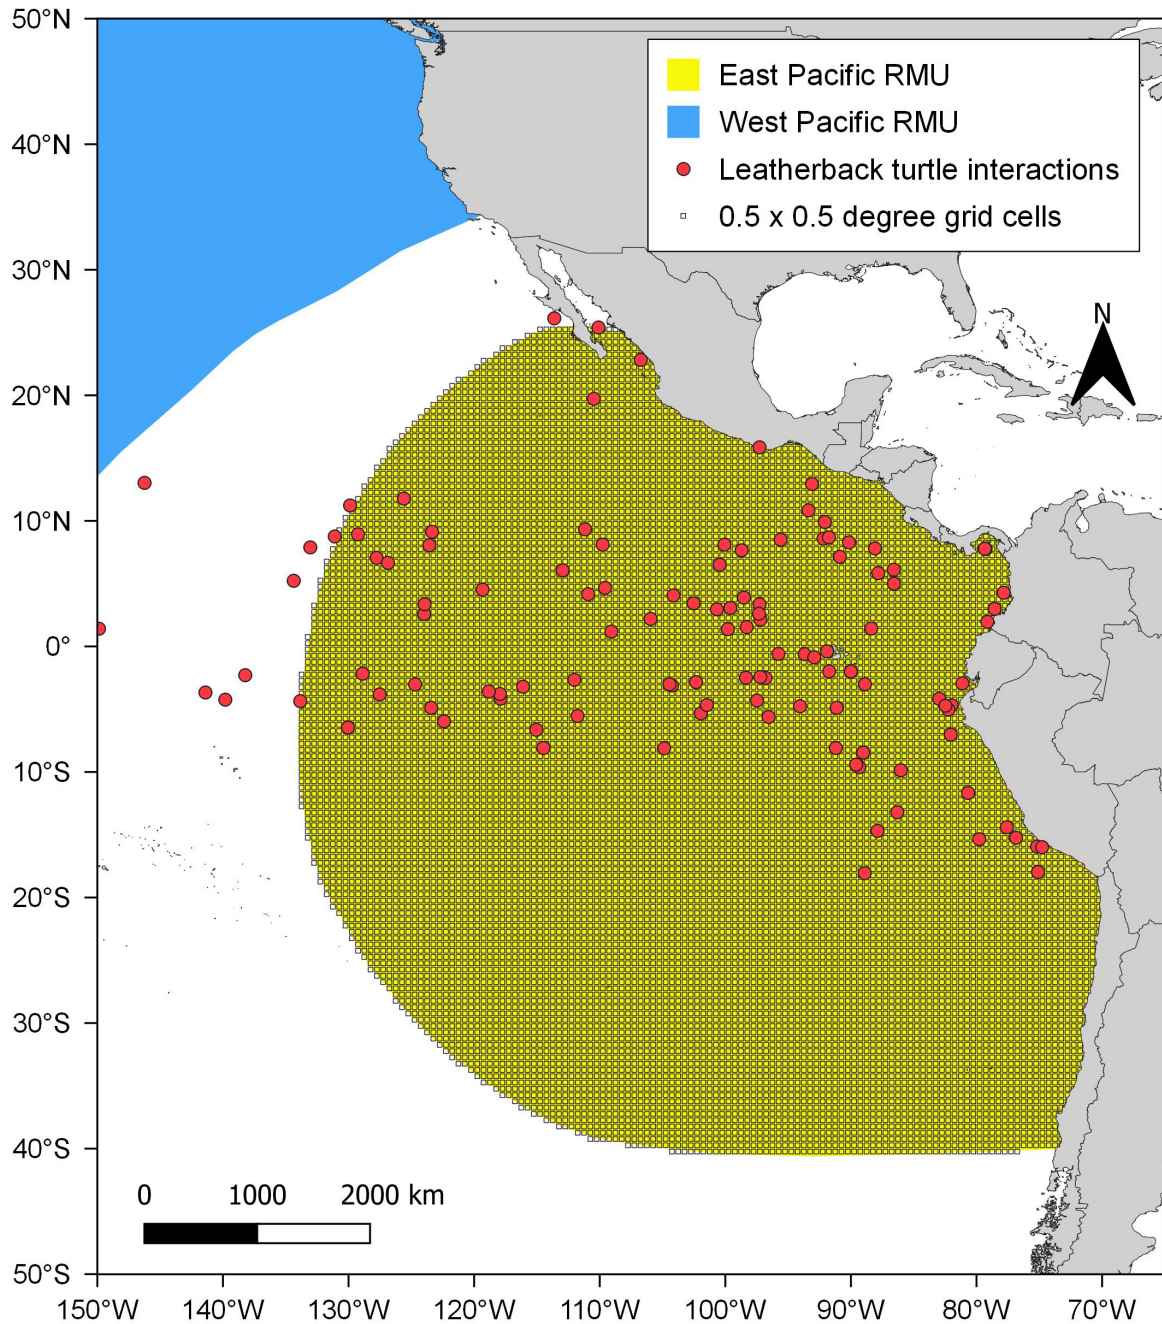 50°N
40°N
30°N
20°N
10°N
0°
10°S
20°S
30°S
40°S
50°S
East Pacific RMU
West Pacific RMU
Leatherback turtle interactions
0.5 x 0.5 degree grid cells
N
0 1000 2000 km
150°W 140°W 130°W 120°W 110°W 100°W 90°W 80°W 70°W